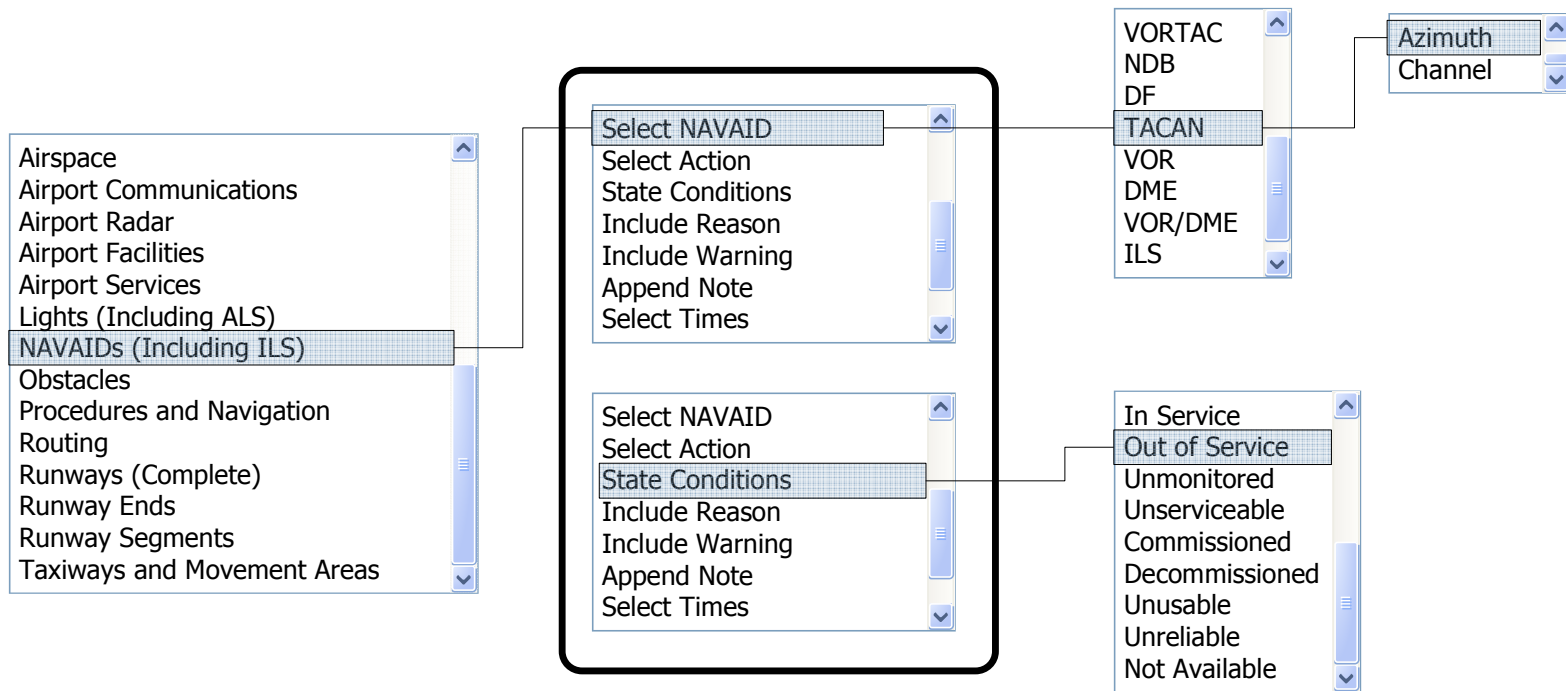 Airspace
Airport Communications
Airport Radar
Airport Facilities
Airport Services
Lights (Including ALS)
NAVAIDs (Including ILS)
Obstacles
Procedures and Navigation
Routing
Runways (Complete)
Runway Ends
Runway Segments
Taxiways and Movement Areas
Select NAVAID
Select Action
State Conditions
Include Reason
Include Warning
Append Note
Select Times
Select NAVAID
Select Action
State Conditions
Include Reason
Include Warning
Append Note
Select Times
VORTAC
NDB
DF
TACAN
VOR
DME
VOR/DME
ILS
Azimuth
Channel
In Service
Out of Service
Unmonitored
Unserviceable
Commissioned
Decommissioned
Unusable
Unreliable
Not Available